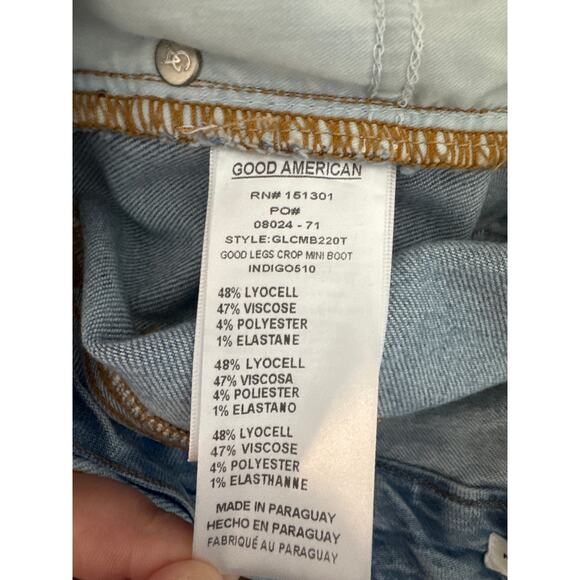 GOOD AMERICAN
RN# 151301
PO#
08024 - 71
STYLE:GLCMB220T
GOOD LEGS CROP MINI BOOT
INDIGO510
48% LYOCELL
47% VISCOSE
4% POLYESTER
1% ELASTANE
48% LYOCELL
47% VISCOSA
4% POLIESTER
1% ELASTANO
48% LYOCELL
47% VISCOSE
4% POLYESTER
1% ELASTHANNE
MADE IN PARAGUAY
HECHO EN PARAGUAY
FABRIQUÉ AU PARAGUAY